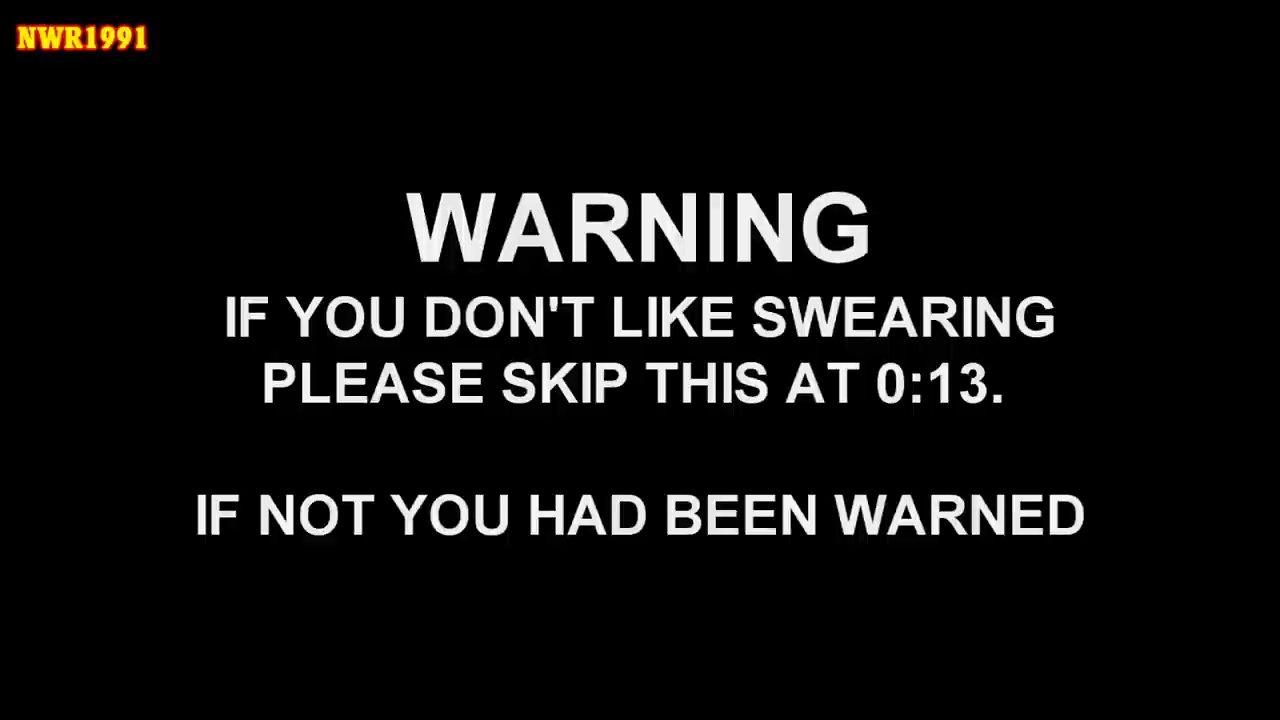 NWR1991
WARNING
IF YOU DON'T LIKE SWEARING
PLEASE SKIP THIS AT 0:13.
IF NOT YOU HAD BEEN WARNED